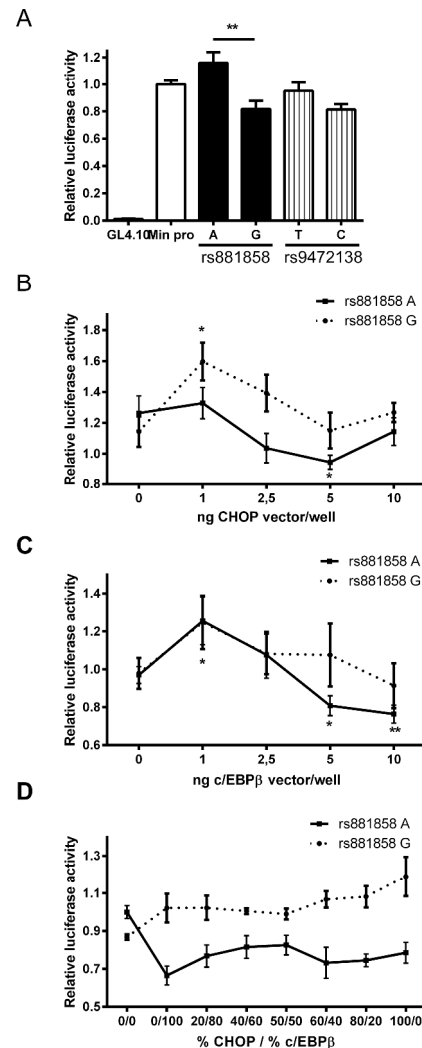 A
Relative luciferase activity
1.4
1.2
1.0
0.8
0.6
0.4
0.2
0.0
**
GL4.10 Min pro A G T C
rs881858 rs9472138
B
rs881858 A
rs881858 G
Relative luciferase activity
1.8
1.6
1.4
1.2
1.0
0.8
*
*
0 1 2,5 5 10
ng CHOP vector/well
C
rs881858 A
rs881858 G
Relative luciferase activity
1.4
1.2
1.0
0.8
0.6
*
*
**
0 1 2,5 5 10
ng c/EBPβ vector/well
D
rs881858 A
rs881858 G
Relative luciferase activity
1.3
1.1
0.9
0.7
0.5
0/0 0/100 20/80 40/60 50/50 60/40 80/20 100/0
% CHOP / % c/EBPβ